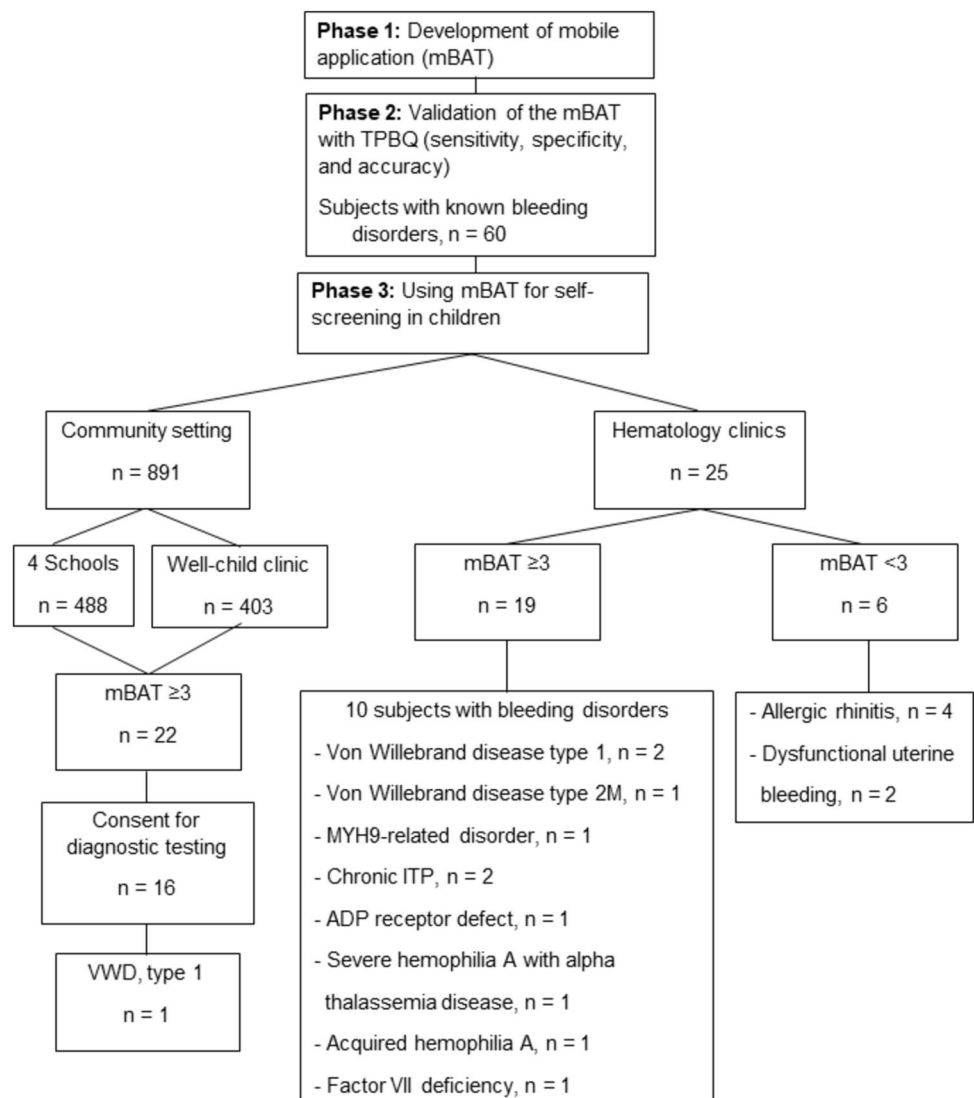 Phase 1: Development of mobile
application (mBAT)
Phase 2: Validation of the mBAT
with TPBQ (sensitivity, specificity,
and accuracy)
Subjects with known bleeding
disorders, n = 60
Phase 3: Using mBAT for self-
screening in children
Community setting
n = 891
Hematology clinics
n = 25
4 Schools
n = 488
Well-child clinic
n = 403
mBAT ≥3
n = 22
Consent for
diagnostic testing
n = 16
VWD, type 1
n = 1
mBAT ≥3
n = 19
10 subjects with bleeding disorders
- Von Willebrand disease type 1, n = 2
- Von Willebrand disease type 2M, n = 1
- MYH9-related disorder, n = 1
- Chronic ITP, n = 2
- ADP receptor defect, n = 1
- Severe hemophilia A with alpha
thalassemia disease, n = 1
- Acquired hemophilia A, n = 1
- Factor VII deficiency, n = 1
mBAT <3
n = 6
- Allergic rhinitis, n = 4
- Dysfunctional uterine
bleeding, n = 2